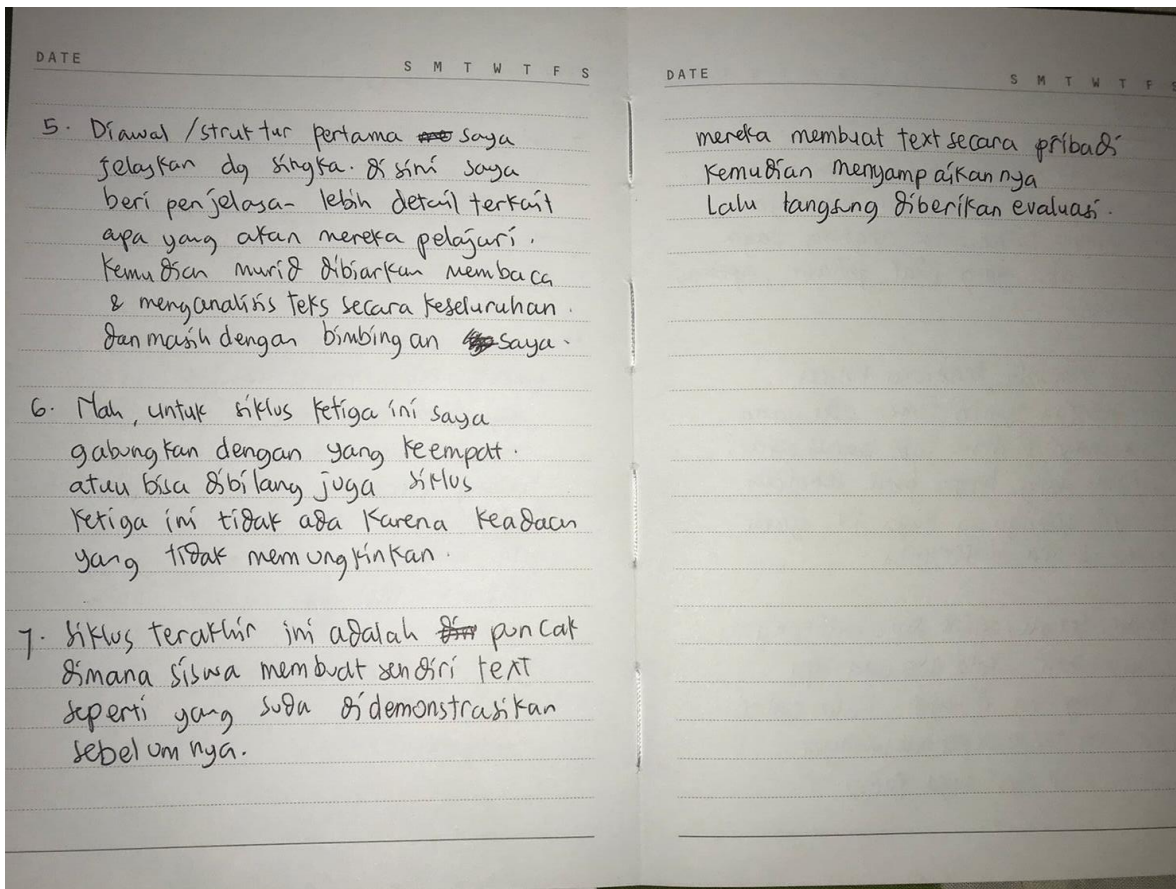 DATE
S M T W T F S
5. Diawal /struktur pertama saya
jelaskan dg singka. disini saya
beri penjelasa- lebih detail terkait
apa yang akan mereka pelajari.
Kemudian murid dibiarkan membaca
& menganalisis teks secara keseluruhan.
dan masih dengan bimbingan saya.
6. Nah, untuk siklus ketiga ini saya
gabungkan dengan yang keempat.
atau bisa dibilang juga siklus
ketiga ini tidak ada karena keadaan
yang tidak memungkinkan.
7. siklus terakhir ini adalah puncak
dimana siswa membuat sendiri text
seperti yang suda didemonstrasikan
sebelumnya.
DATE
S M T W T F S
mereka membuat text secara pribadi
kemudian menyampaikannya
Lalu langsung diberikan evaluasi.